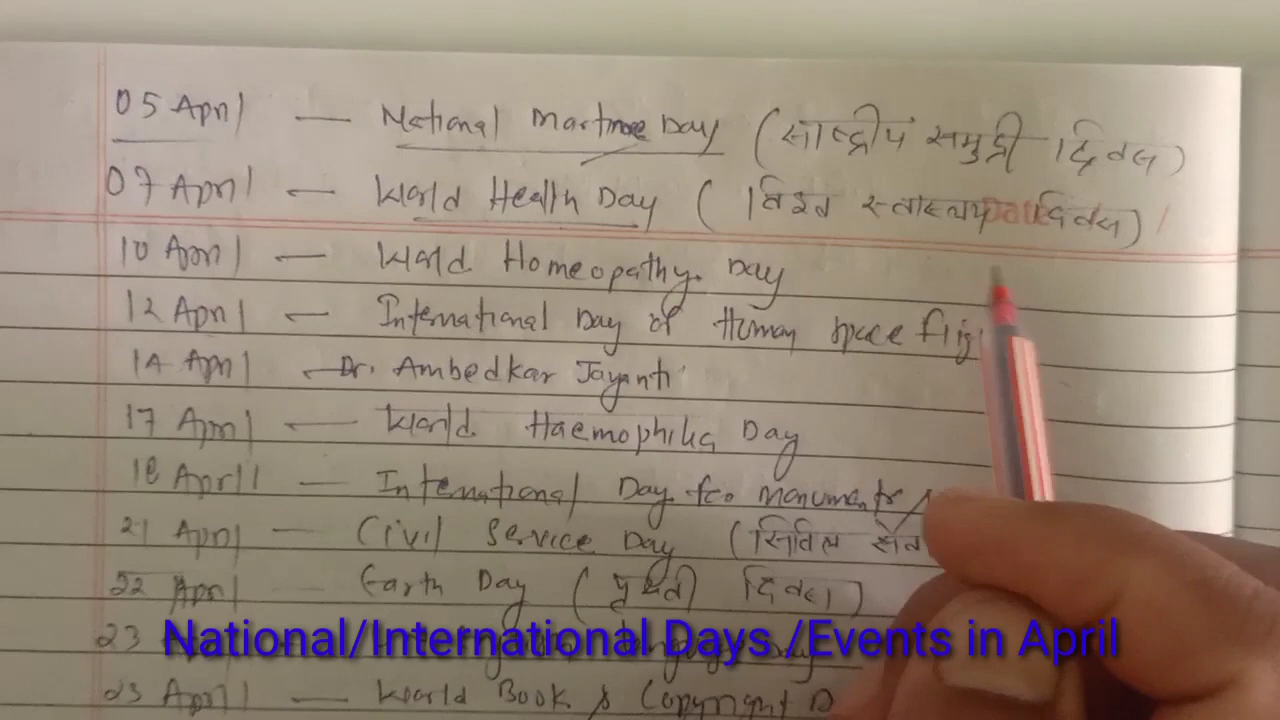 05 April — National Maritime Day (राष्ट्रीय समुद्री दिवस)
07 April — World Health Day (विश्व स्वास्थ्य दिवस)
10 April — World Homeopathy Day
12 April — International Day of Human space flig
14 April — Dr. Ambedkar Jayanti
17 April — World Haemophilia Day
18 April — International Day for monuments
21 April — Civil Service Day (सिविल सेव
22 April — Earth Day (पृथ्वी दिवस)
23
National/International Days /Events in April
23 April — World Book & Copyright D